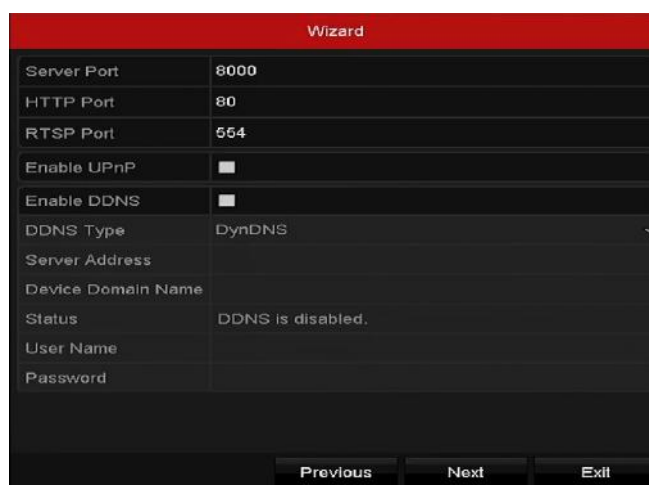 Wizard
Server Port 8000
HTTP Port 80
RTSP Port 554
Enable UPnP
Enable DDNS
DDNS Type DynDNS
Server Address
Device Domain Name
Status DDNS is disabled.
User Name
Password
Previous Next Exit